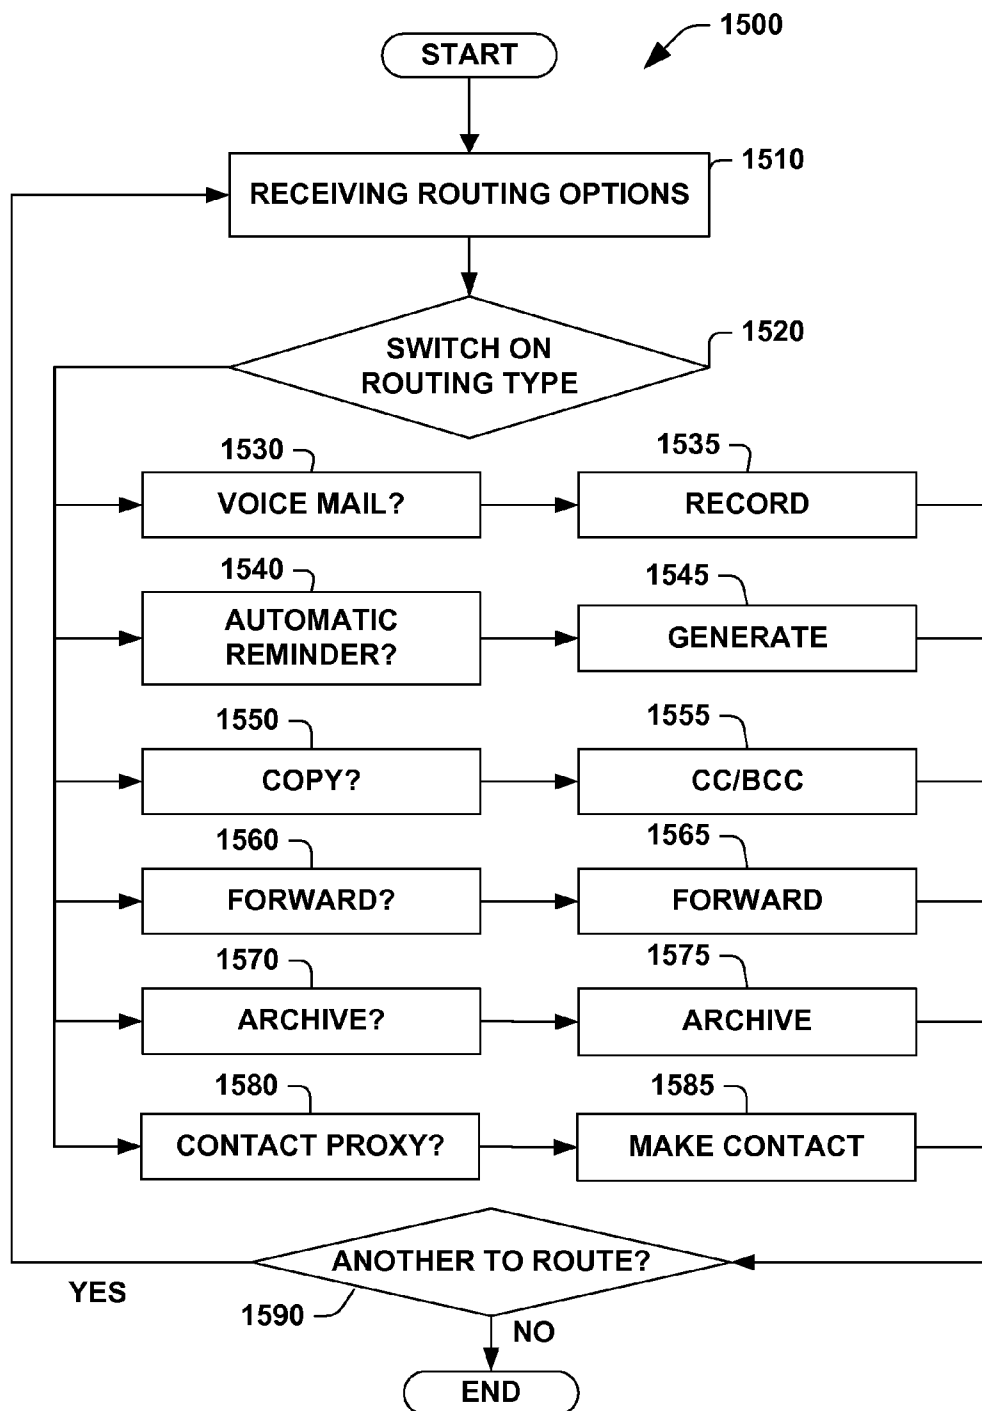 1500
START
1510
RECEIVING ROUTING OPTIONS
1520
SWITCH ON
ROUTING TYPE
1530
1535
VOICE MAIL?
RECORD
1540
1545
AUTOMATIC
REMINDER?
GENERATE
1550
1555
COPY?
CC/BCC
1560
1565
FORWARD?
FORWARD
1570
1575
ARCHIVE?
ARCHIVE
1580
1585
CONTACT PROXY?
MAKE CONTACT
ANOTHER TO ROUTE?
YES
1590
NO
END